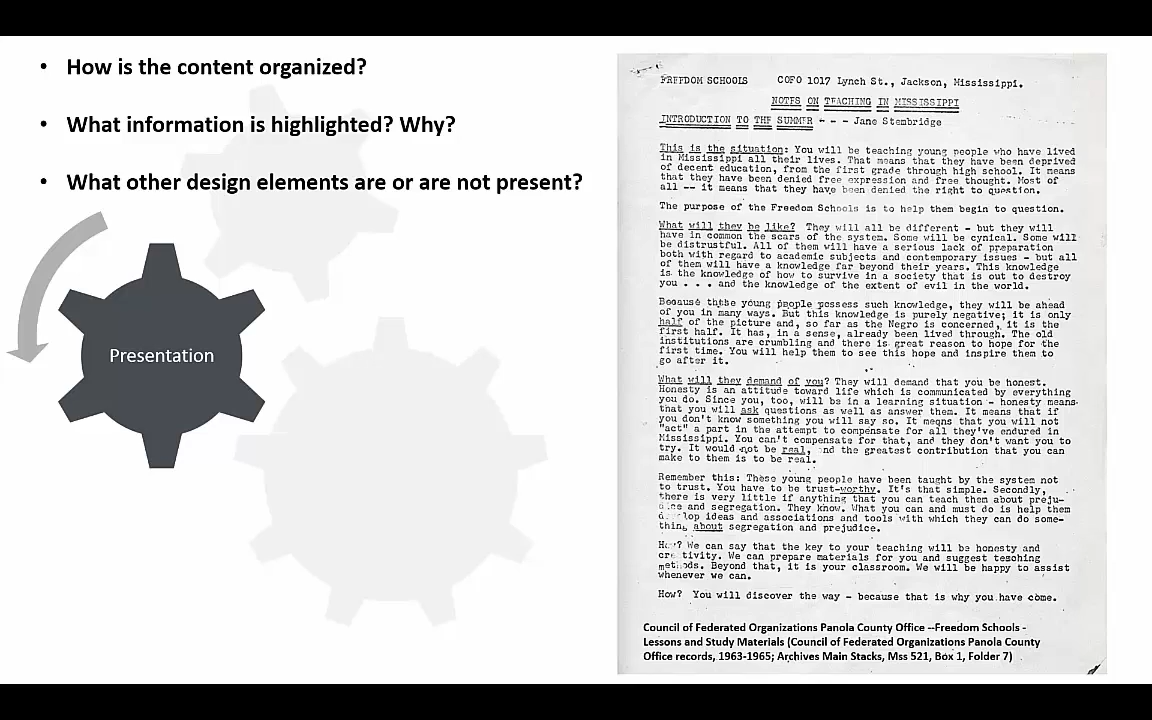 • How is the content organized?
• What information is highlighted? Why?
• What other design elements are or are not present?
Presentation
FREEDOM SCHOOLS COFO 1017 Lynch St., Jackson, Mississippi.
NOTES ON TEACHING IN MISSISSIPPI
INTRODUCTION TO THE SUMMER - - - Jane Stembridge
This is the situation: You will be teaching young people who have lived
in Mississippi all their lives. That means that they have been deprived
of decent education, from the first grade through high school. It means
that they have been denied free expression and free thought. Most of
all -- it means that they have been denied the right to question.
The purpose of the Freedom Schools is to help them begin to question.
What will they be like? They will all be different - but they will
have in common the scars of the system. Some will be cynical. Some will
be distrustful. All of them will have a serious lack of preparation
both with regard to academic subjects and contemporary issues - but all
of them will have a knowledge far beyond their years. This knowledge
is the knowledge of how to survive in a society that is out to destroy
you . . . and the knowledge of the extent of evil in the world.
Because these young people possess such knowledge, they will be ahead
of you in many ways. But this knowledge is purely negative; it is only
half of the picture and, so far as the Negro is concerned, it is the
first half. It has, in a sense, already been lived through. The old
institutions are crumbling and there is great reason to hope for the
first time. You will help them to see this hope and inspire them to
go after it.
What will they demand of you? They will demand that you be honest.
Honesty is an attitude toward life which is communicated by everything
you do. Since you, too, will be in a learning situation - honesty means
that you will ask questions as well as answer them. It means that if
you don't know something you will say so. It means that you will not
"act" a part in the attempt to conpensate for all they've endured in
Mississippi. You can't compensate for that, and they don't want you to
try. It would not be real, and the greatest contribution that you can
make to them is to be real.
Remember this: These young people have been taught by the system not
to trust. You have to be trust-worthy. It's that simple. Secondly,
there is very little if anything that you can teach them about preju-
dice and segregation. They know. What you can and must do is help them
develop ideas and associations and tools with which they can do some-
thing about segregation and prejudice.
How? We can say that the key to your teaching will be honesty and
creativity. We can prepare materials for you and suggest teaching
methods. Beyond that, it is your classroom. We will be happy to assist
whenever we can.
How? You will discover the way - because that is why you have come.
Council of Federated Organizations Panola County Office --Freedom Schools -
Lessons and Study Materials (Council of Federated Organizations Panola County
Office records, 1963-1965; Archives Main Stacks, Mss 521, Box 1, Folder 7)